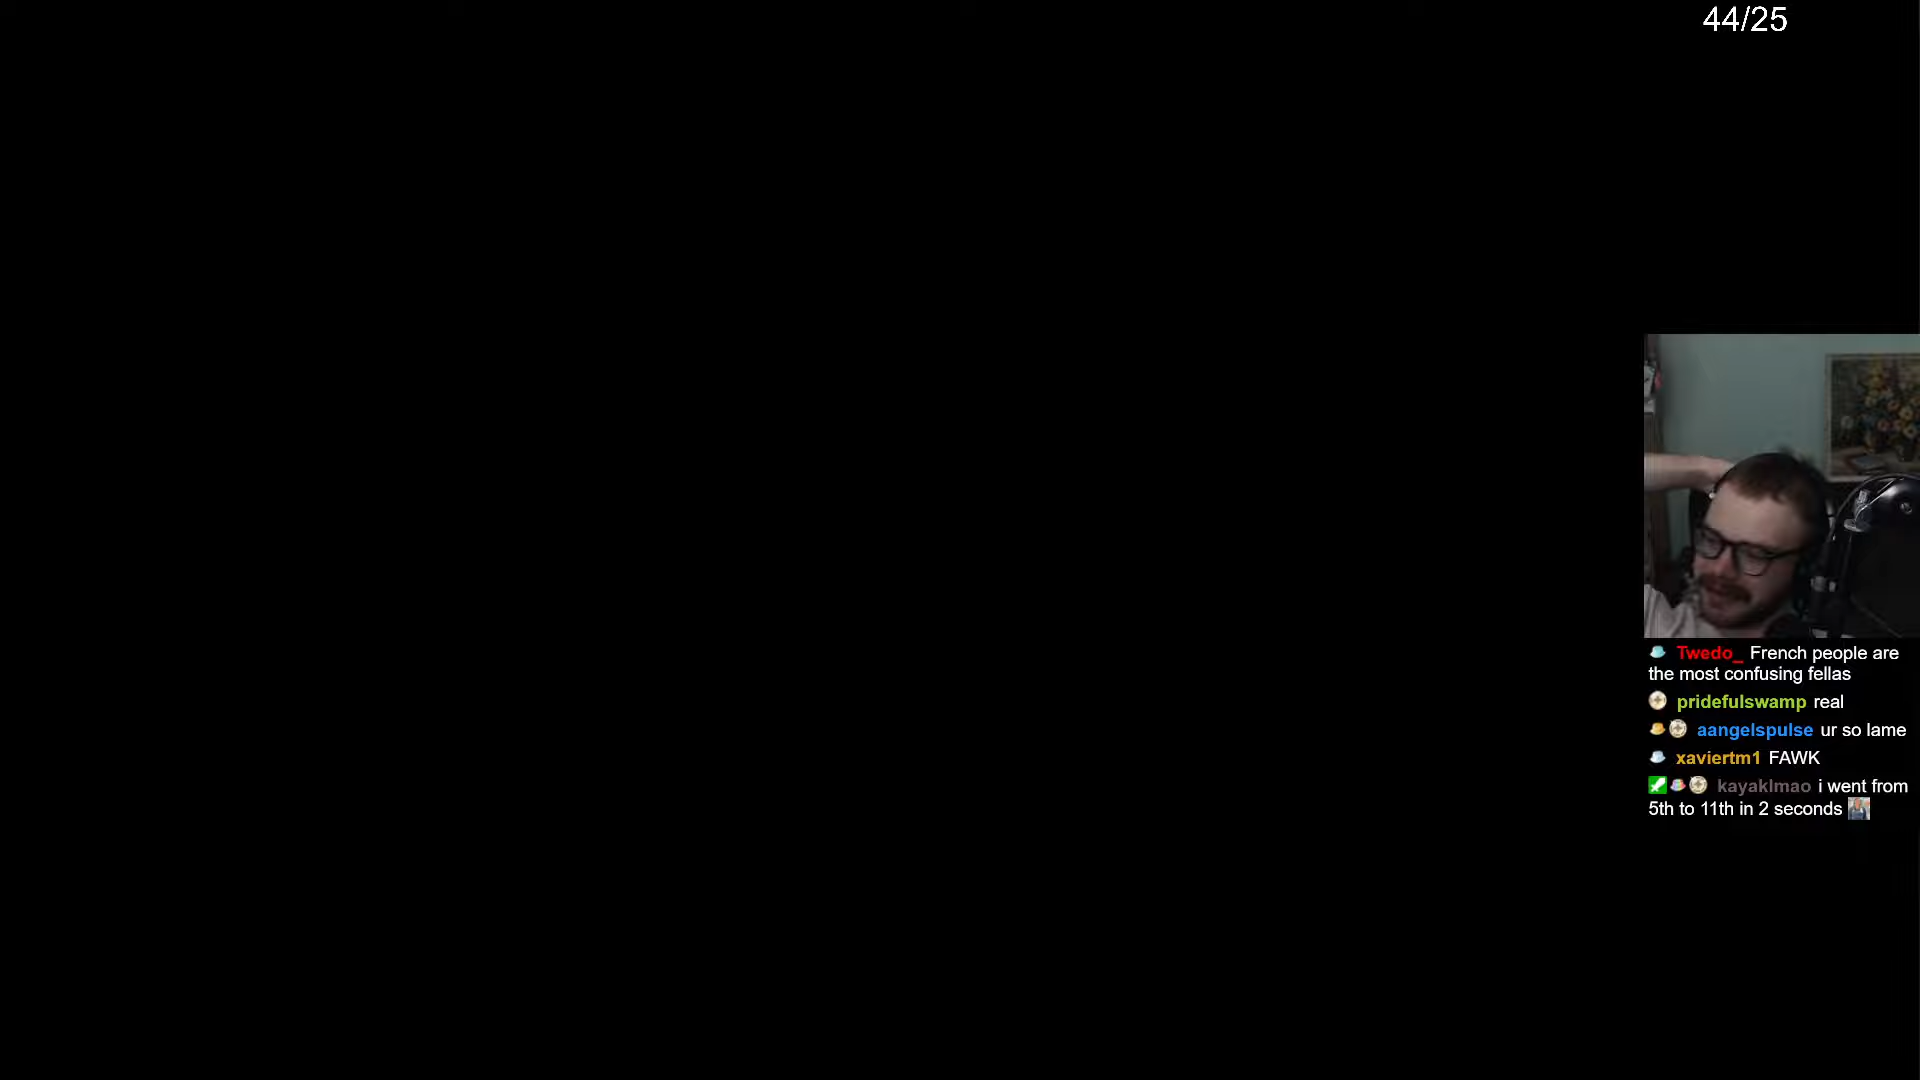 44/25
Twedo_ French people are
the most confusing fellas
pridefulswamp real
aangelspulse ur so lame
xaviertm1 FAWK
kayaklmao i went from
5th to 11th in 2 seconds